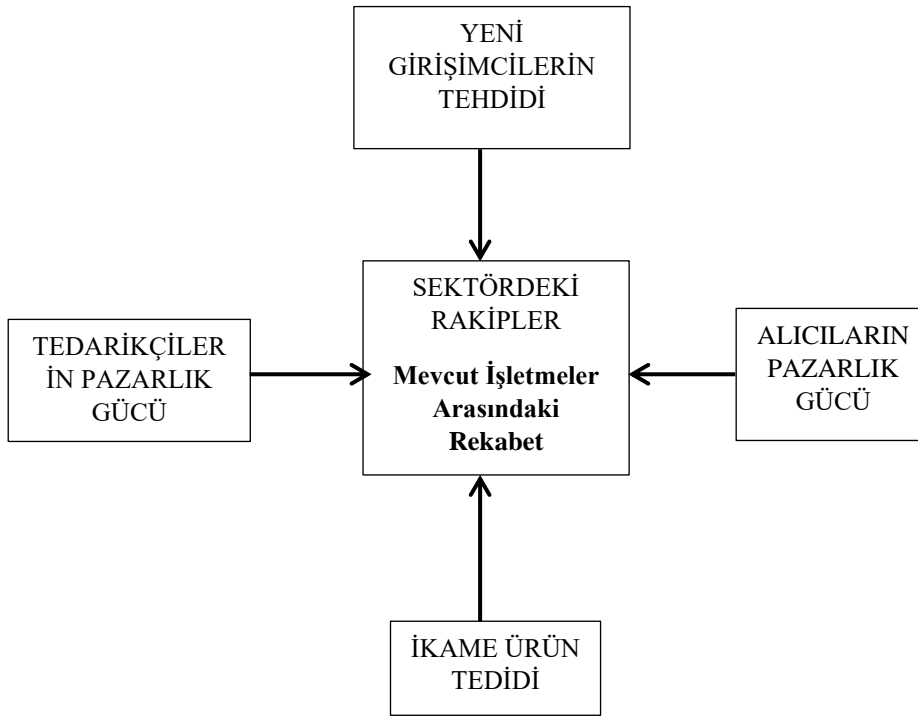 YENİ
GİRİŞİMCİLERİN
TEHDİDİ
SEKTÖRDEKİ
RAKİPLER
Mevcut İşletmeler
Arasındaki
Rekabet
TEDARİKÇİLER
İN PAZARLIK
GÜCÜ
ALICILARIN
PAZARLIK
GÜCÜ
İKAME ÜRÜN
TEDİDİ